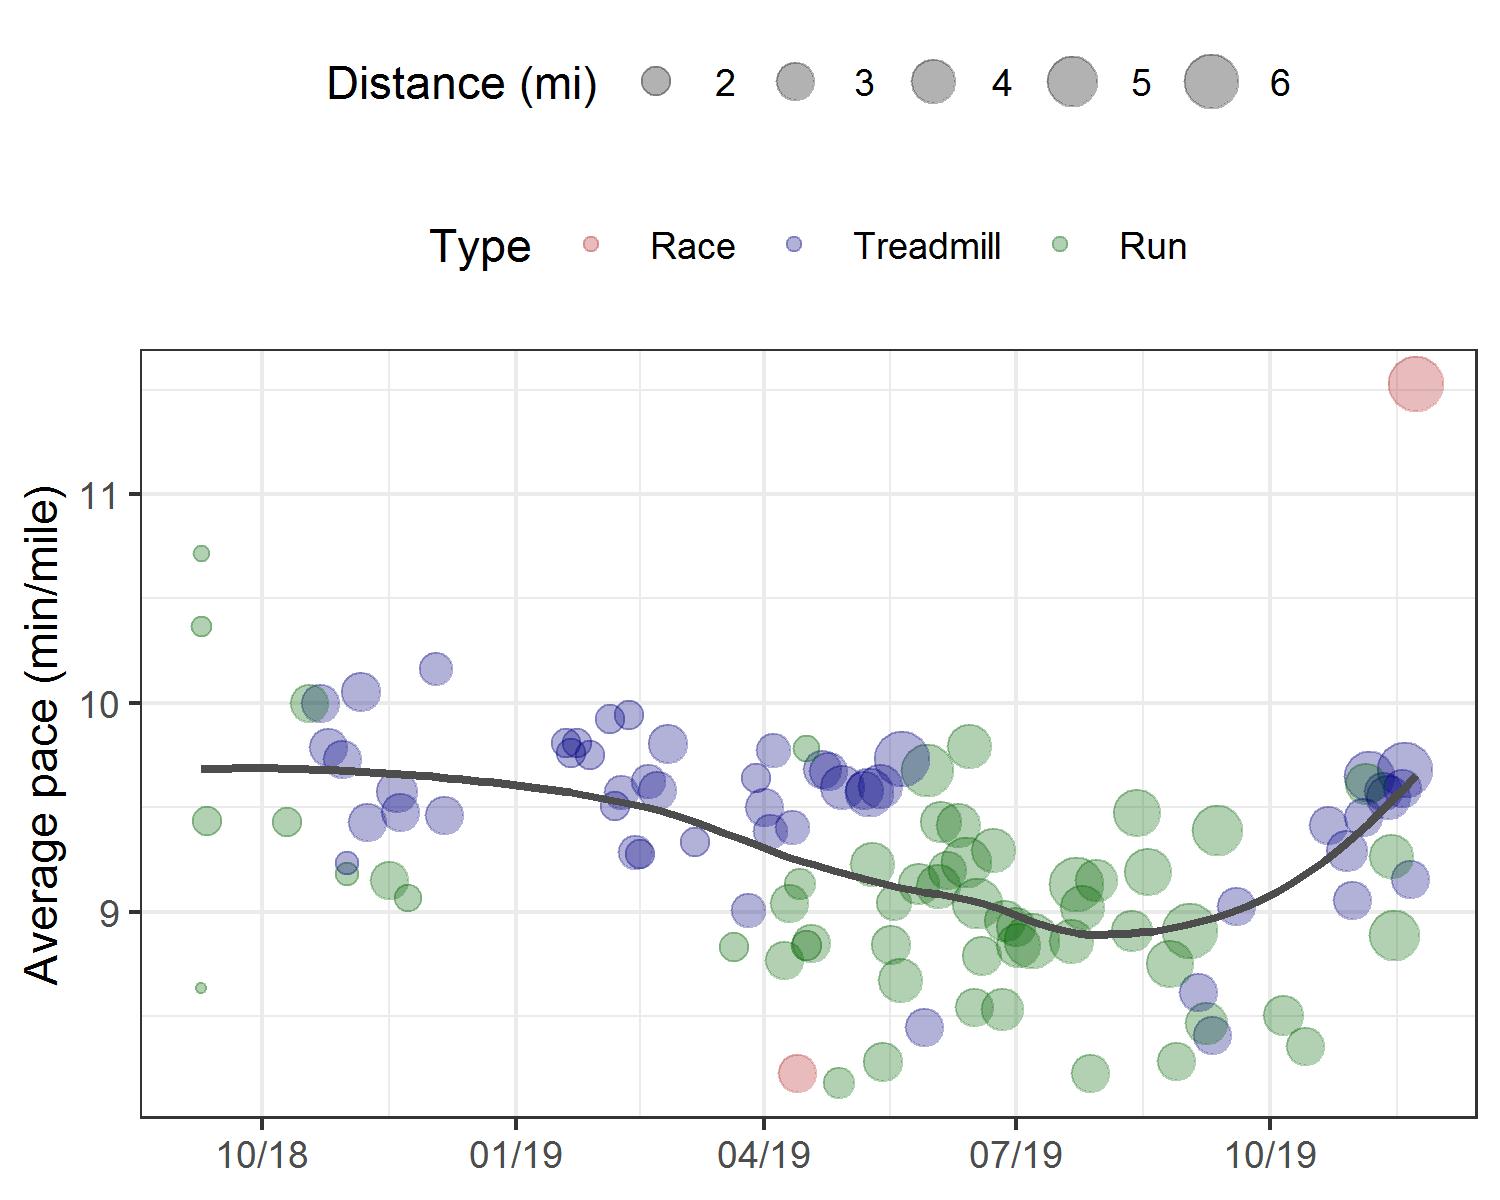 Distance (mi) 2 3 4 5 6
Type Race Treadmill Run
Average pace (min/mile)
11
10
9
10/18 01/19 04/19 07/19 10/19